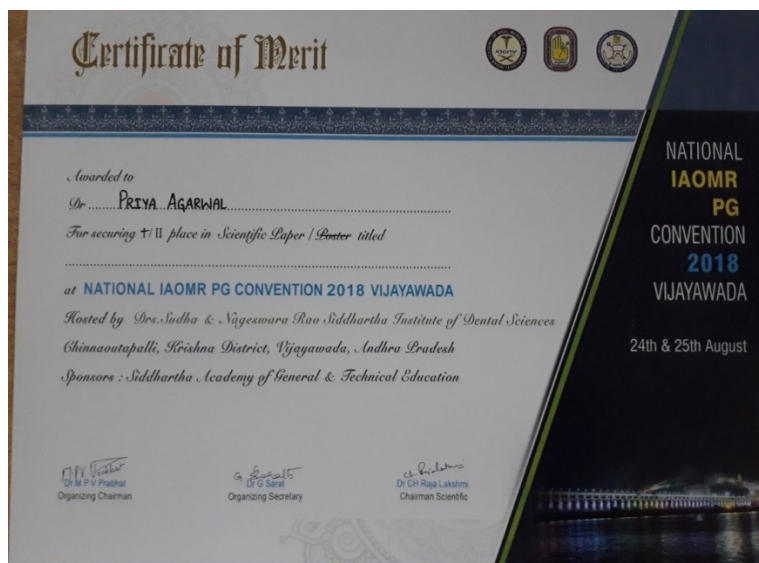 Certificate of Merit
Awarded to
Dr ........PRIYA AGARWAL........
For securing I/II place in Scientific Paper / Poster titled
at NATIONAL IAOMR PG CONVENTION 2018 VIJAYAWADA
Hosted by Drs.Sudha & Nageswara Rao Siddhartha Institute of Dental Sciences
Chinnaoutapalli, Krishna District, Vijayawada, Andhra Pradesh
Sponsors : Siddhartha Academy of General & Technical Education
Dr M P V Prabhat
Organizing Chairman
G Sarat
Dr G Sarat
Organizing Secretary
Dr CH Raja Lakshmi
Chairman Scientific
NATIONAL
IAOMR
PG
CONVENTION
2018
VIJAYAWADA
24th & 25th August